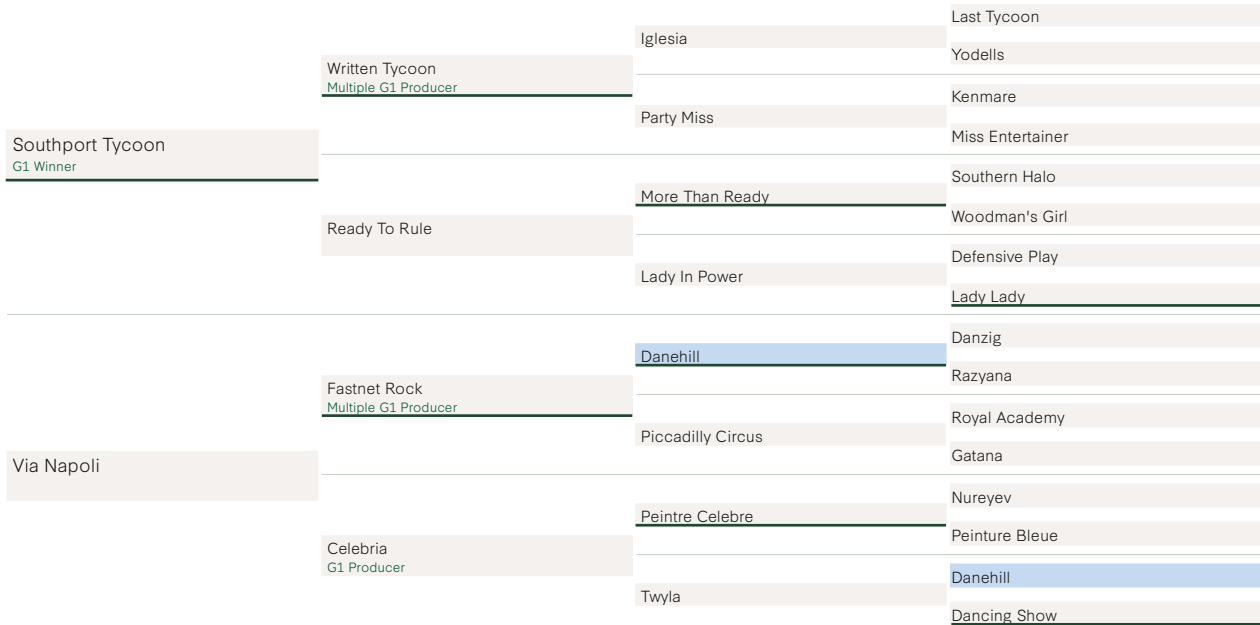 Southport Tycoon
G1 Winner
Via Napoli
Written Tycoon
Multiple G1 Producer
Ready To Rule
Fastnet Rock
Multiple G1 Producer
Celebria
G1 Producer
Iglesia
Party Miss
More Than Ready
Lady In Power
Danehill
Piccadilly Circus
Peintre Celebre
Twyla
Last Tycoon
Yodells
Kenmare
Miss Entertainer
Southern Halo
Woodman's Girl
Defensive Play
Lady Lady
Danzig
Razyana
Royal Academy
Gatana
Nureyev
Peinture Bleue
Danehill
Dancing Show